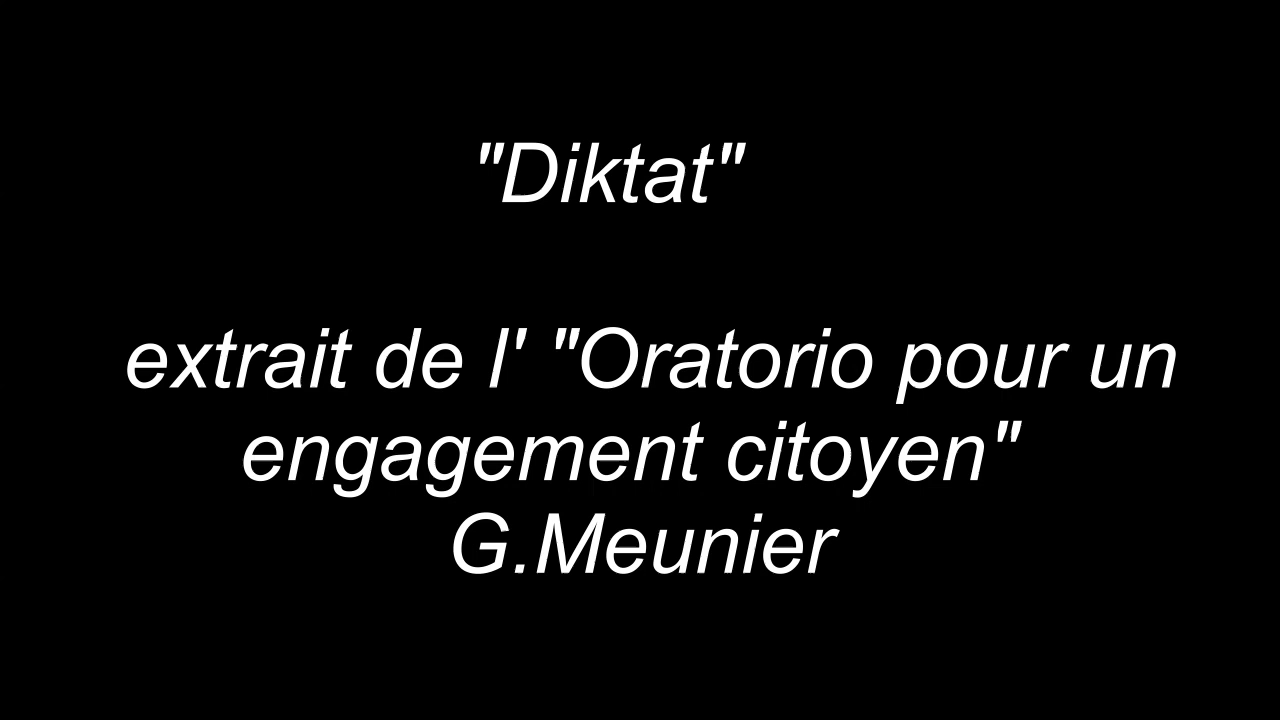 "Diktat"
extrait de l' "Oratorio pour un
engagement citoyen"
G.Meunier